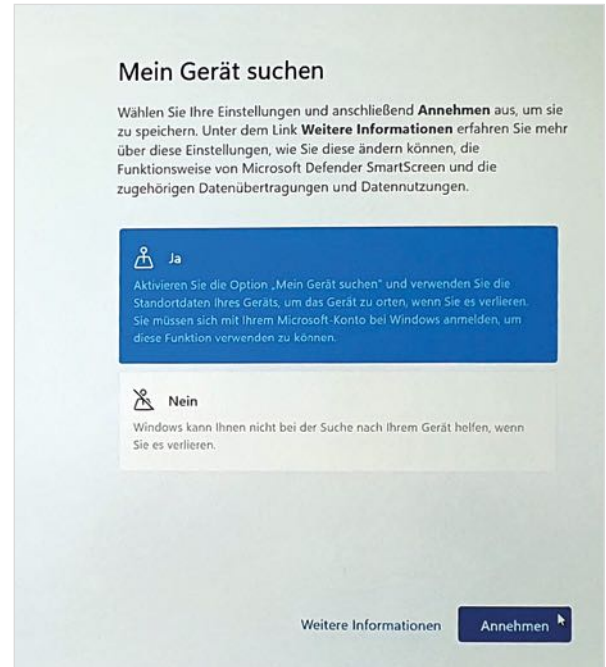 Mein Gerät suchen
Wählen Sie Ihre Einstellungen und anschließend Annehmen aus, um sie
zu speichern. Unter dem Link Weitere Informationen erfahren Sie mehr
über diese Einstellungen, wie Sie diese ändern können, die
Funktionsweise von Microsoft Defender SmartScreen und die
zugehörigen Datenübertragungen und Datennutzungen.
Ja
Aktivieren Sie die Option „Mein Gerät suchen" und verwenden Sie die
Standortdaten Ihres Geräts, um das Gerät zu orten, wenn Sie es verlieren.
Sie müssen sich mit Ihrem Microsoft-Konto bei Windows anmelden, um
diese Funktion verwenden zu können.
Nein
Windows kann Ihnen nicht bei der Suche nach Ihrem Gerät helfen, wenn
Sie es verlieren.
Weitere Informationen
Annehmen